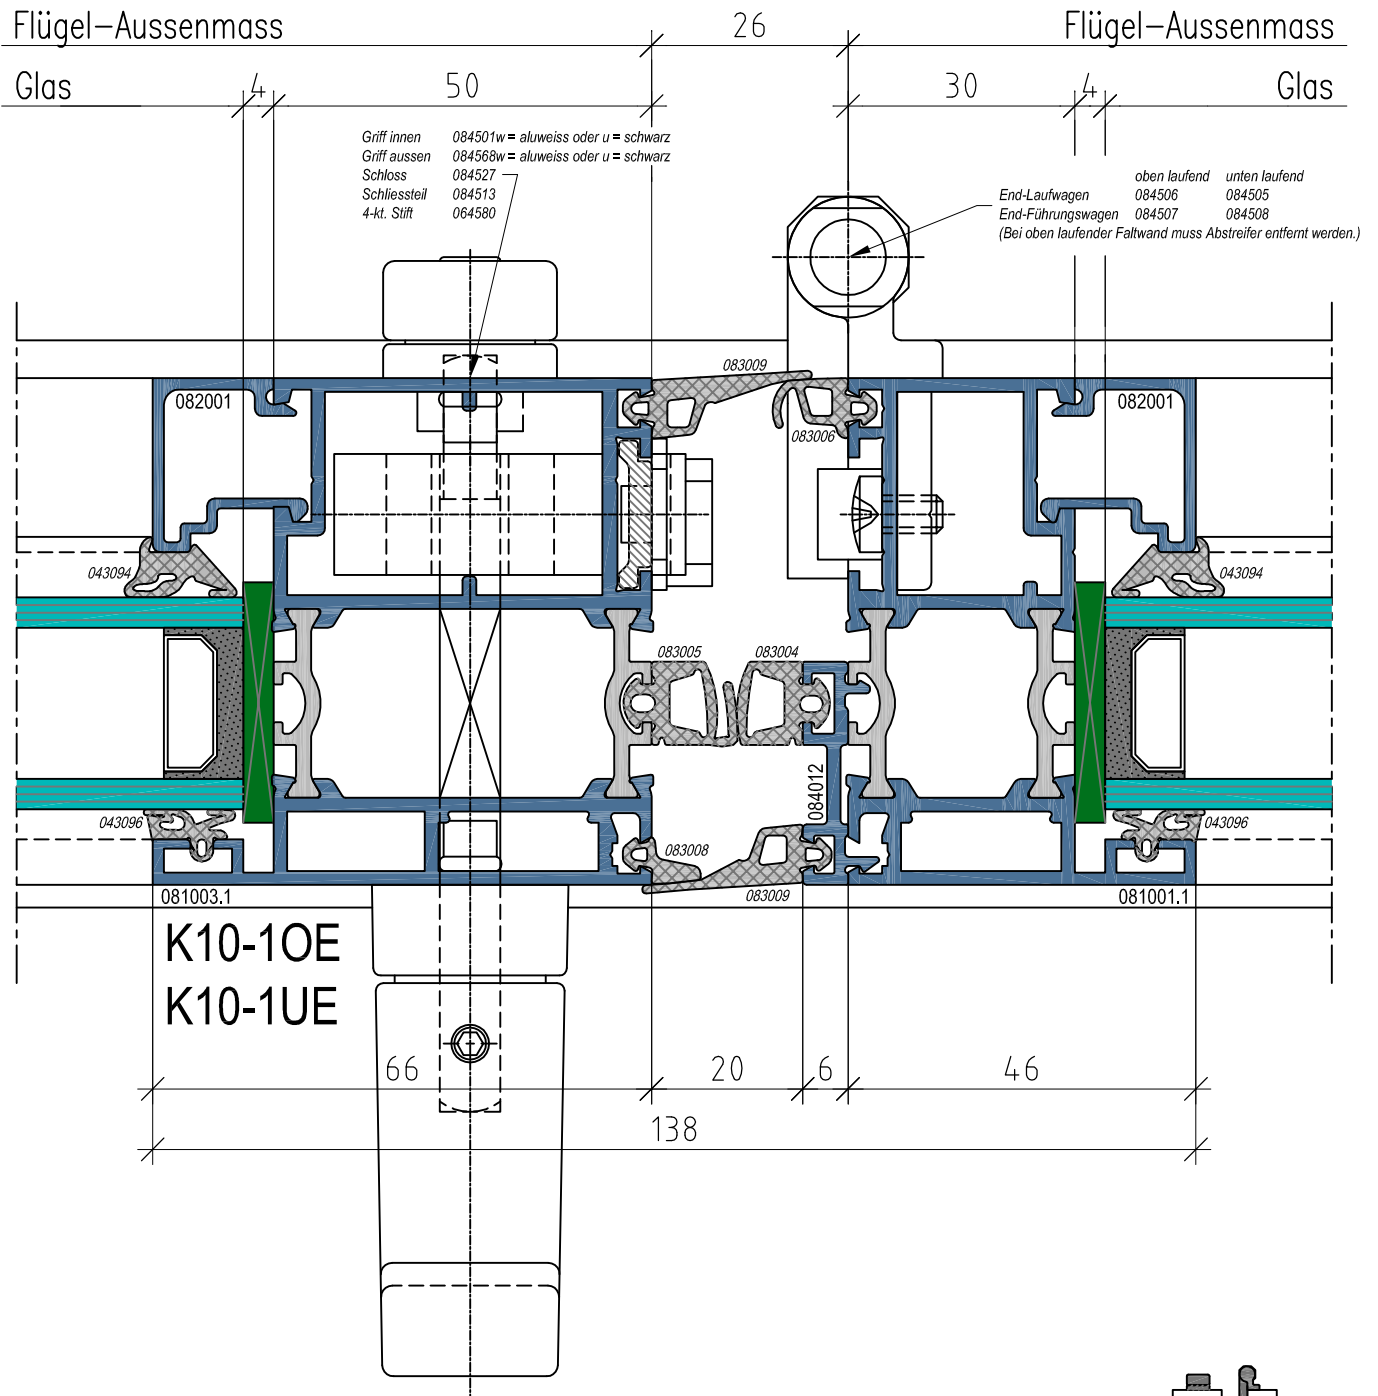 Flügel-Aussenmass 26 Flügel-Aussenmass
Glas 4 50 30 4 Glas
Griff innen 084501w = aluweiss oder u = schwarz
Griff aussen 084568w = aluweiss oder u = schwarz
Schloss 084527
Schliessteil 084513
4-kt. Stift 064580
oben laufend unten laufend
End-Laufwagen 084506 084505
End-Führungswagen 084507 084508
(Bei oben laufender Faltwand muss Abstreifer entfernt werden.)
083009
082001
082001
083006
043094
043094
083005
083004
084012
043096
043096
083008
083009
081003.1
081001.1
K10-1OE
K10-1UE
66 20 6 46
138